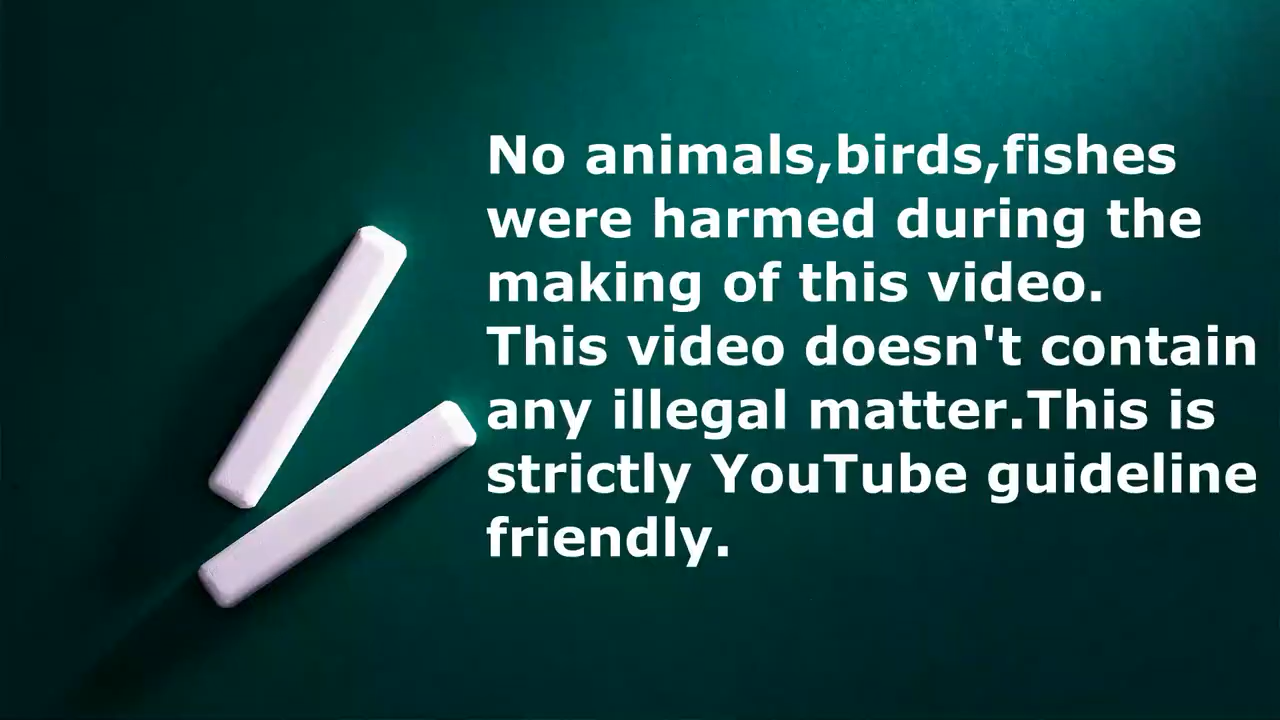 No animals,birds,fishes
were harmed during the
making of this video.
This video doesn't contain
any illegal matter.This is
strictly YouTube guideline
friendly.